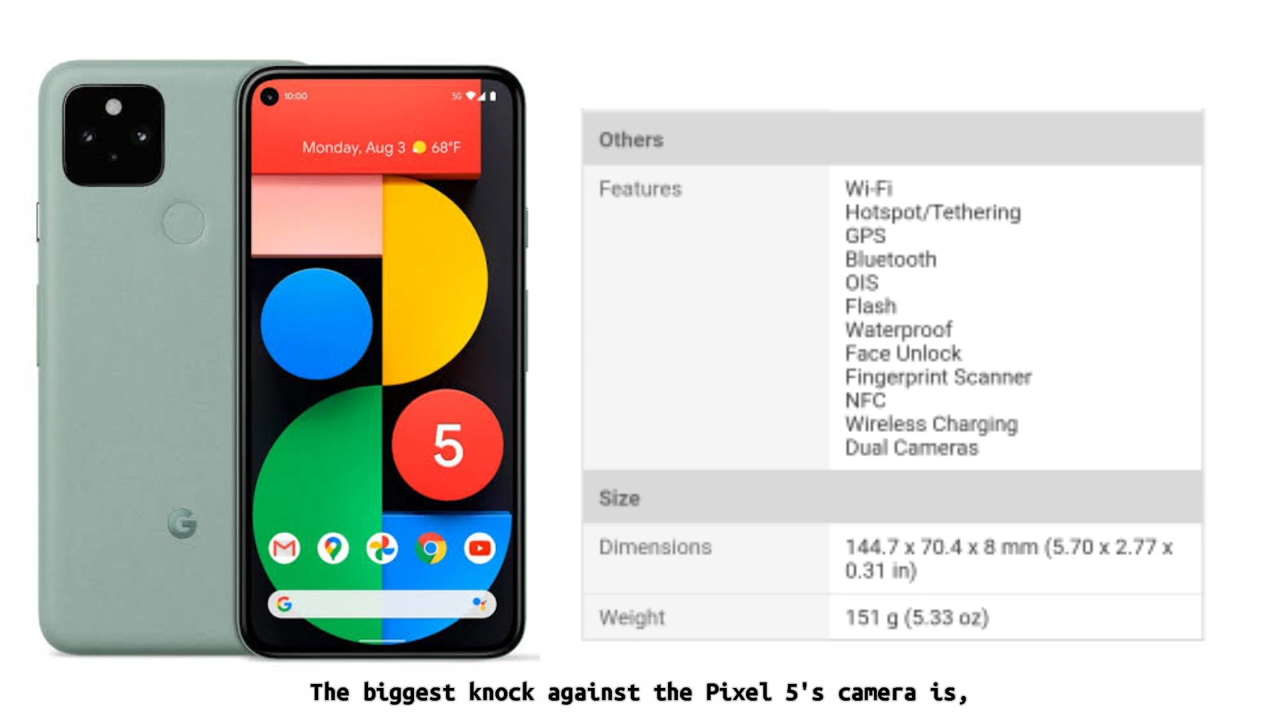 10:00
5G
Monday, Aug 3 68°F
5
G
G
Others
Features
Wi-Fi
Hotspot/Tethering
GPS
Bluetooth
OIS
Flash
Waterproof
Face Unlock
Fingerprint Scanner
NFC
Wireless Charging
Dual Cameras
Size
Dimensions
144.7 x 70.4 x 8 mm (5.70 x 2.77 x
0.31 in)
Weight
151 g (5.33 oz)
The biggest knock against the Pixel 5's camera is,